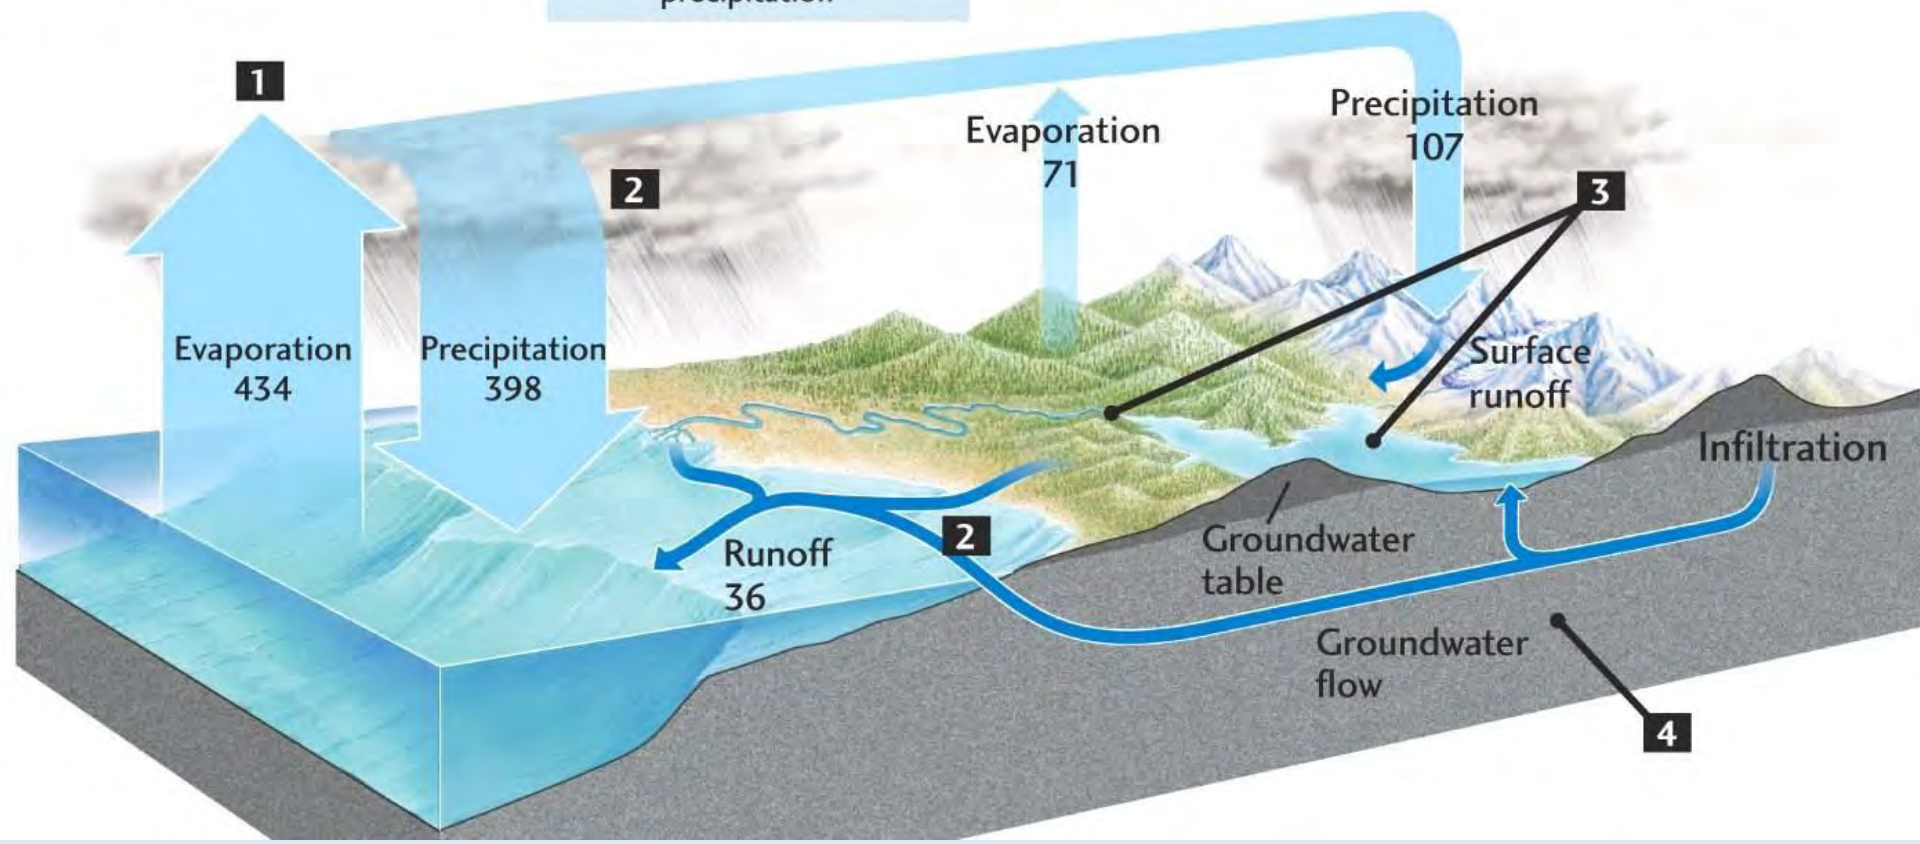 precipitation
1
2
Evaporation
71
Precipitation
107
3
Evaporation
434
Precipitation
398
Surface
runoff
Infiltration
2
Runoff
36
Groundwater
table
Groundwater
flow
4